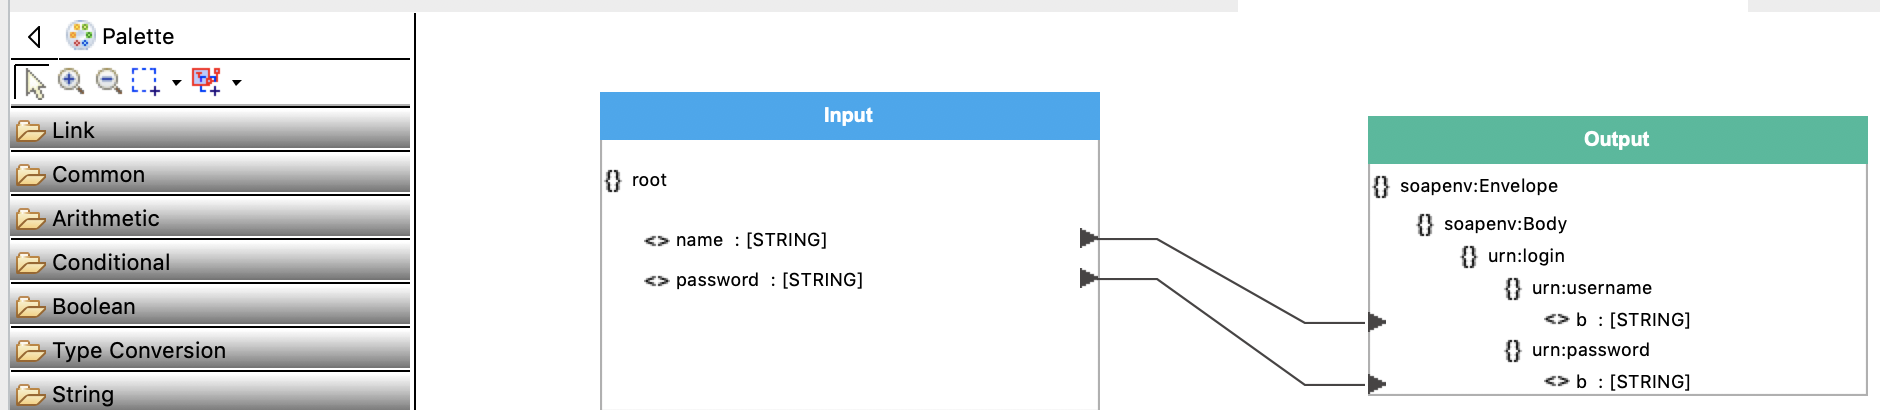 Palette
Link
Common
Arithmetic
Conditional
Boolean
Type Conversion
String
Input
{} root
<> name : [STRING]
<> password : [STRING]
Output
{} soapenv:Envelope
{} soapenv:Body
{} urn:login
{} urn:username
<> b : [STRING]
{} urn:password
<> b : [STRING]